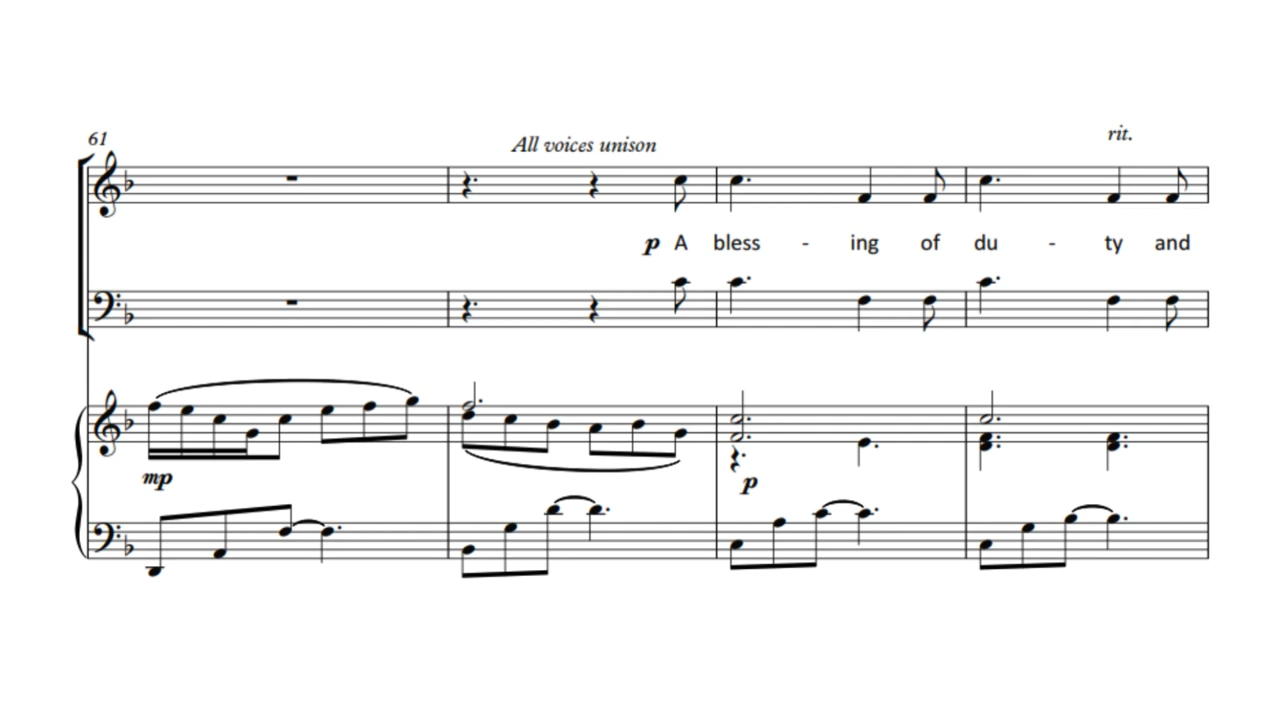 61
All voices unison
rit.
p A bless - ing of du - ty and
mp
p